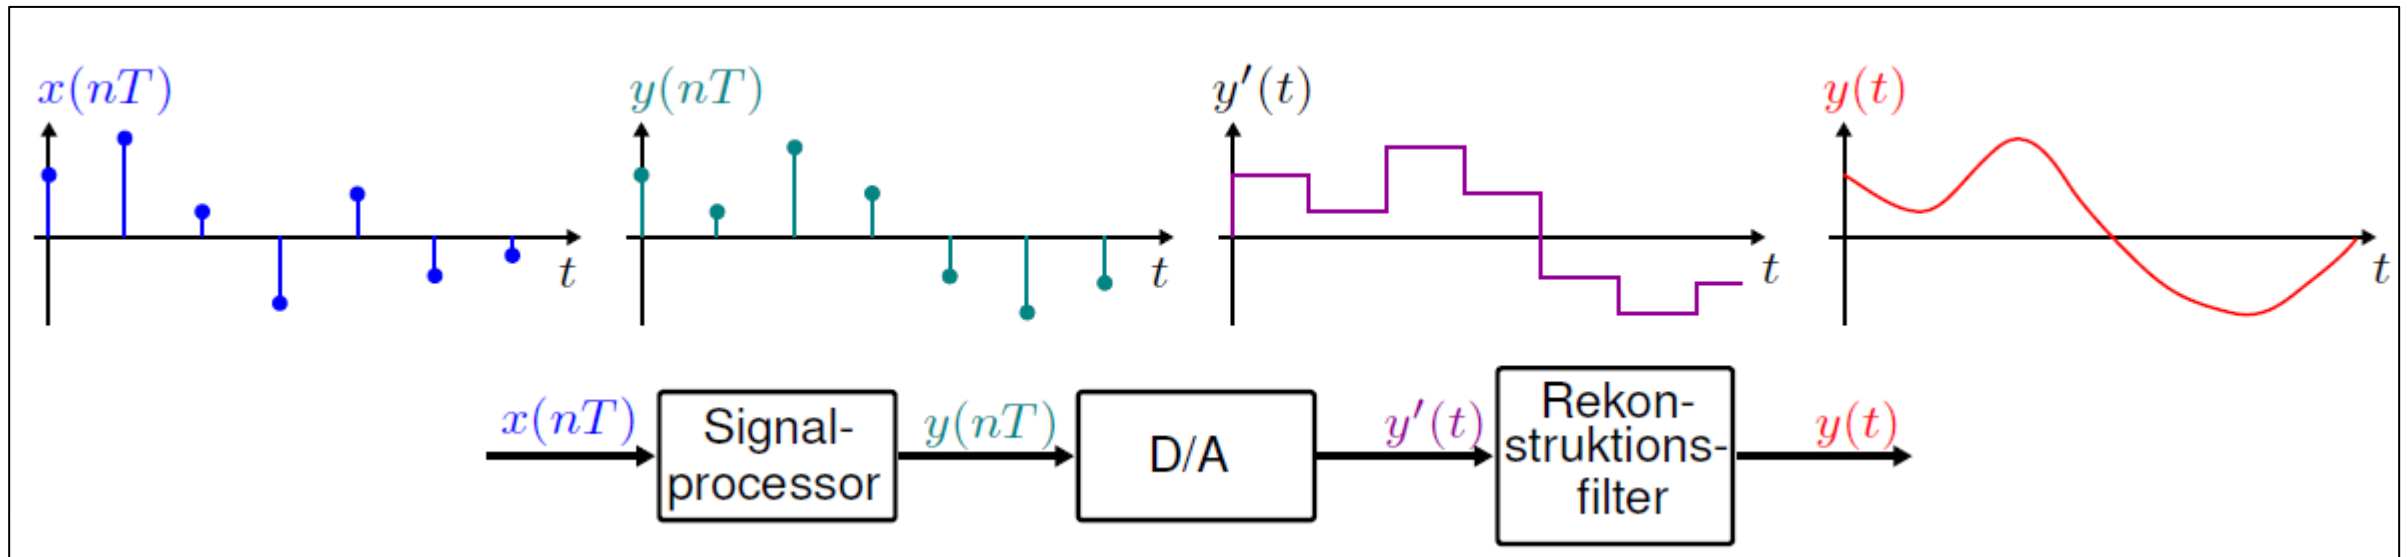 x(nT)
y(nT)
y′(t)
y(t)
t
t
t
t
x(nT)
Signal-
processor
y(nT)
D/A
y′(t)
Rekon-
struktions-
filter
y(t)